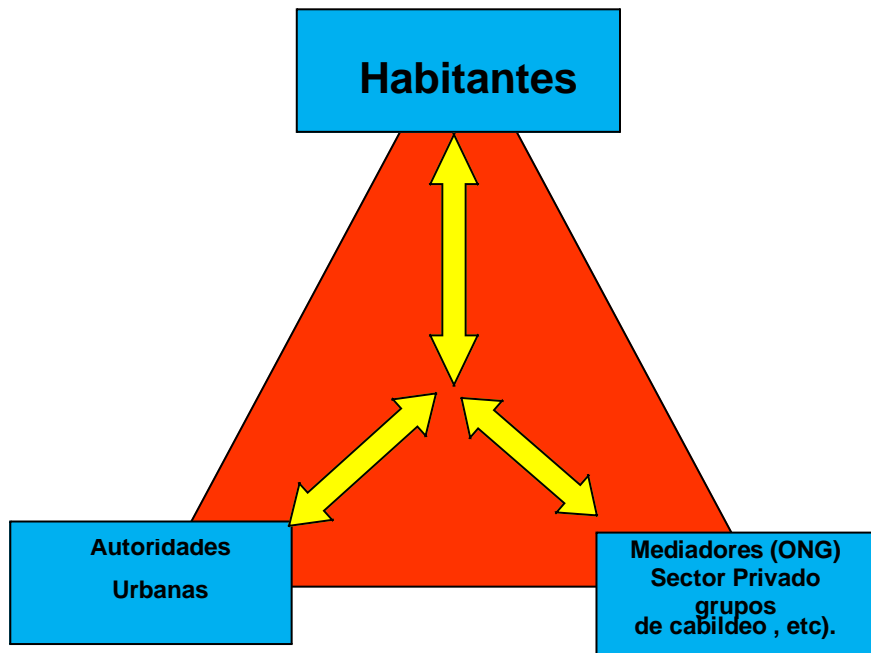 Habitantes
Autoridades
Urbanas
Mediadores (ONG)
Sector Privado
grupos
de cabildeo , etc).